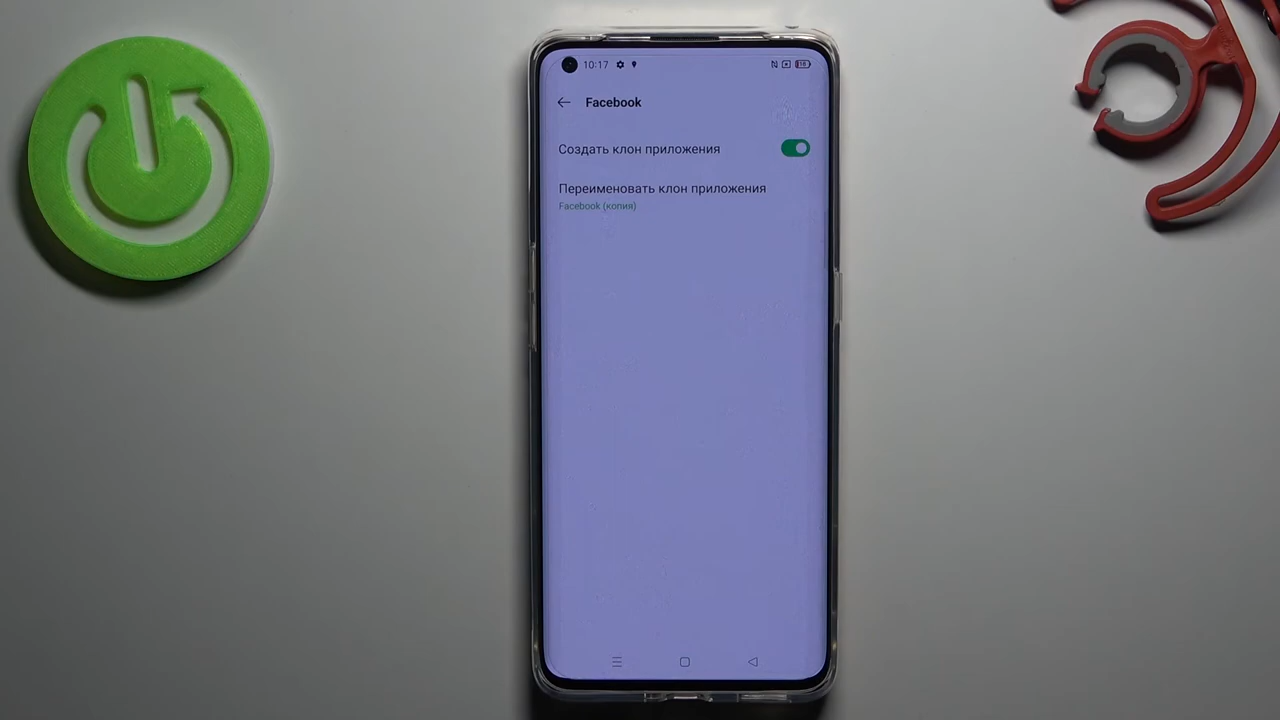 10:17
Facebook
Создать клон приложения
Переименовать клон приложения
Facebook (копия)